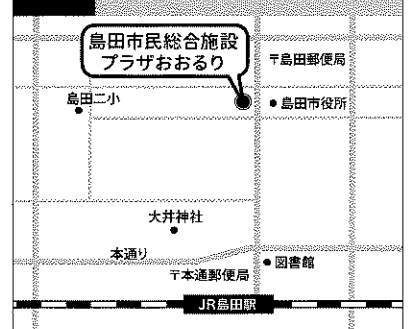 島田市民総合施設
プラザおおるり
〒島田郵便局
島田二小
島田市役所
大井神社
本通り
図書館
〒本通郵便局
JR島田駅